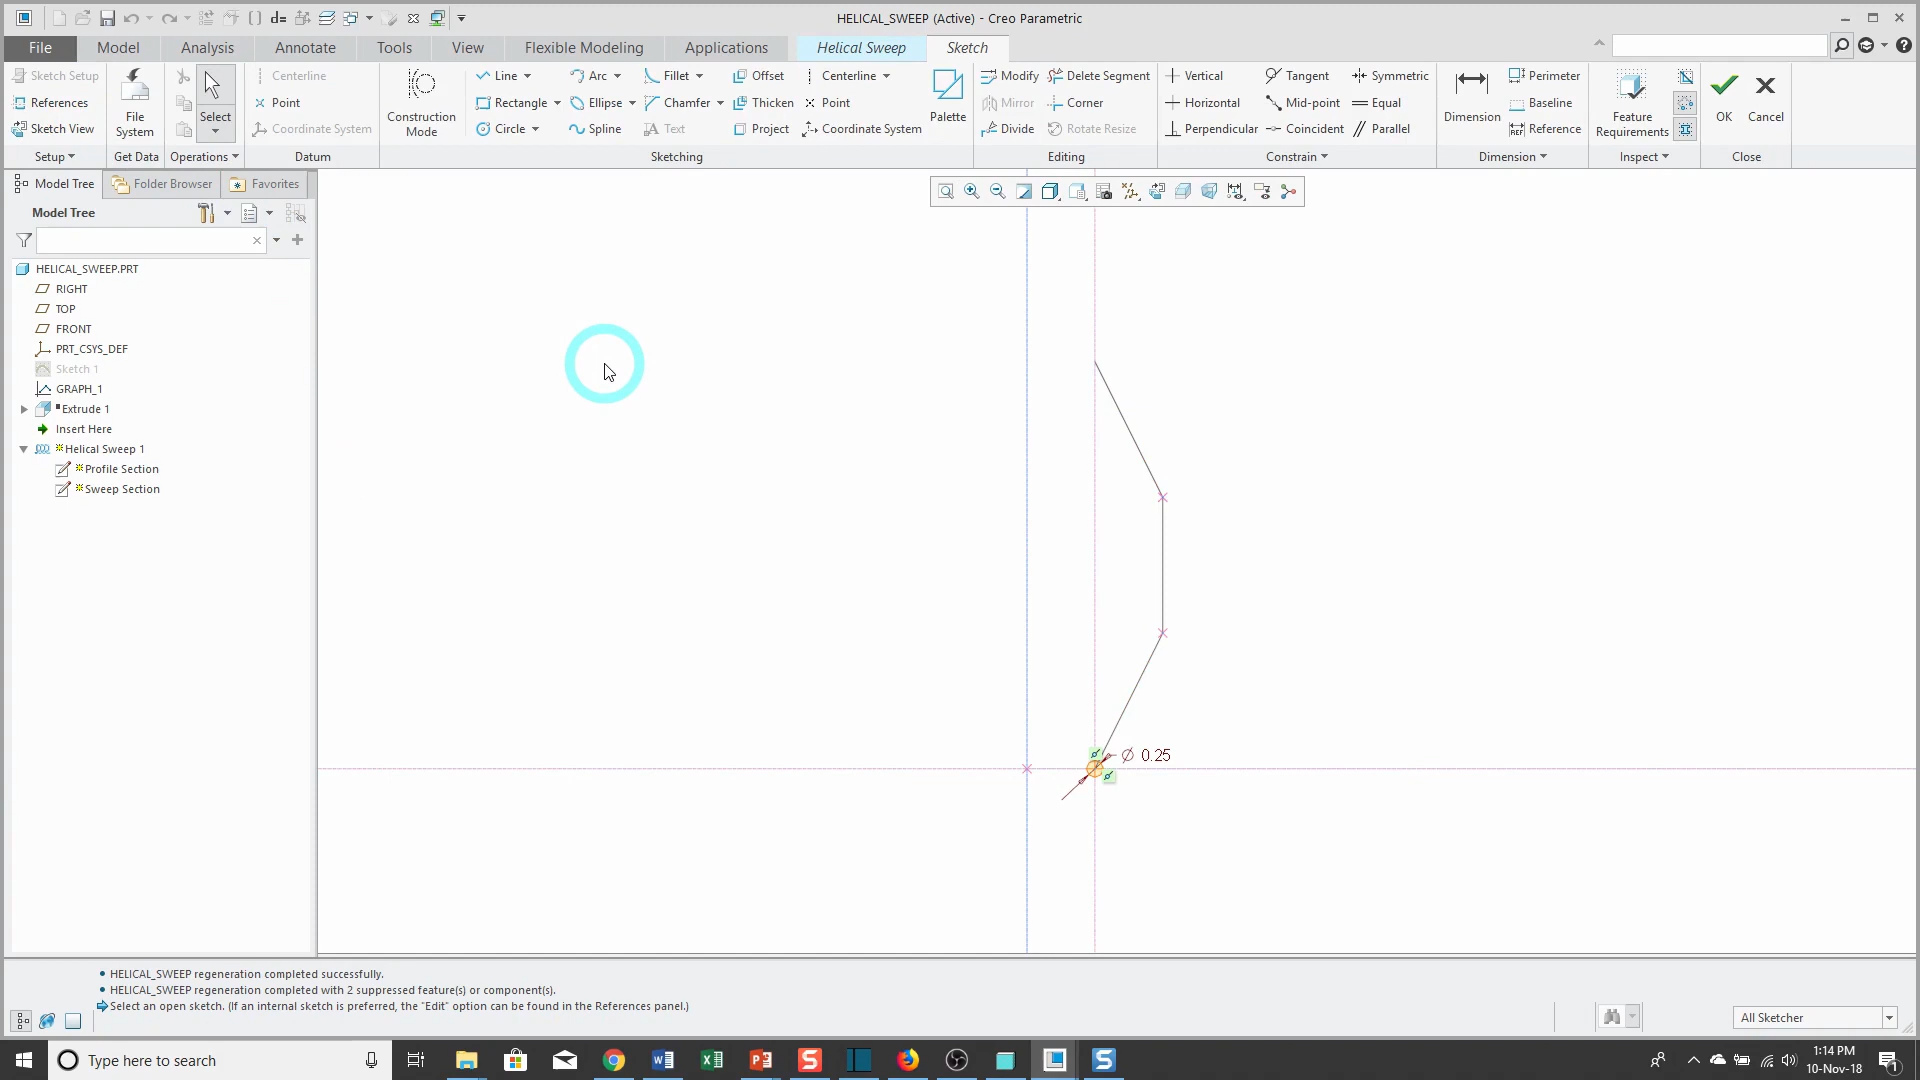 HELICAL_SWEEP (Active) - Creo Parametric
File Model Analysis Annotate Tools View Flexible Modeling Applications Helical Sweep Sketch
Sketch Setup
References
Sketch View
Setup
File System
Get Data
Select
Operations
Centerline
Point
Coordinate System
Datum
Construction Mode
Line Arc Fillet Offset Centerline
Rectangle Ellipse Chamfer Thicken Point
Circle Spline Text Project Coordinate System
Palette
Sketching
Modify Delete Segment
Mirror Corner
Divide Rotate Resize
Editing
Vertical Tangent Symmetric
Horizontal Mid-point Equal
Perpendicular Coincident Parallel
Constrain
Dimension
Perimeter
Baseline
Reference
Dimension
Feature Requirements
Inspect
OK Cancel
Close
Model Tree Folder Browser Favorites
Model Tree
HELICAL_SWEEP.PRT
RIGHT
TOP
FRONT
PRT_CSYS_DEF
Sketch 1
GRAPH_1
Extrude 1
Insert Here
Helical Sweep 1
Profile Section
Sweep Section
∅ 0.25
HELICAL_SWEEP regeneration completed successfully.
HELICAL_SWEEP regeneration completed with 2 suppressed feature(s) or component(s).
Select an open sketch. (If an internal sketch is preferred, the "Edit" option can be found in the References panel.)
All Sketcher
Type here to search
1:14 PM
10-Nov-18